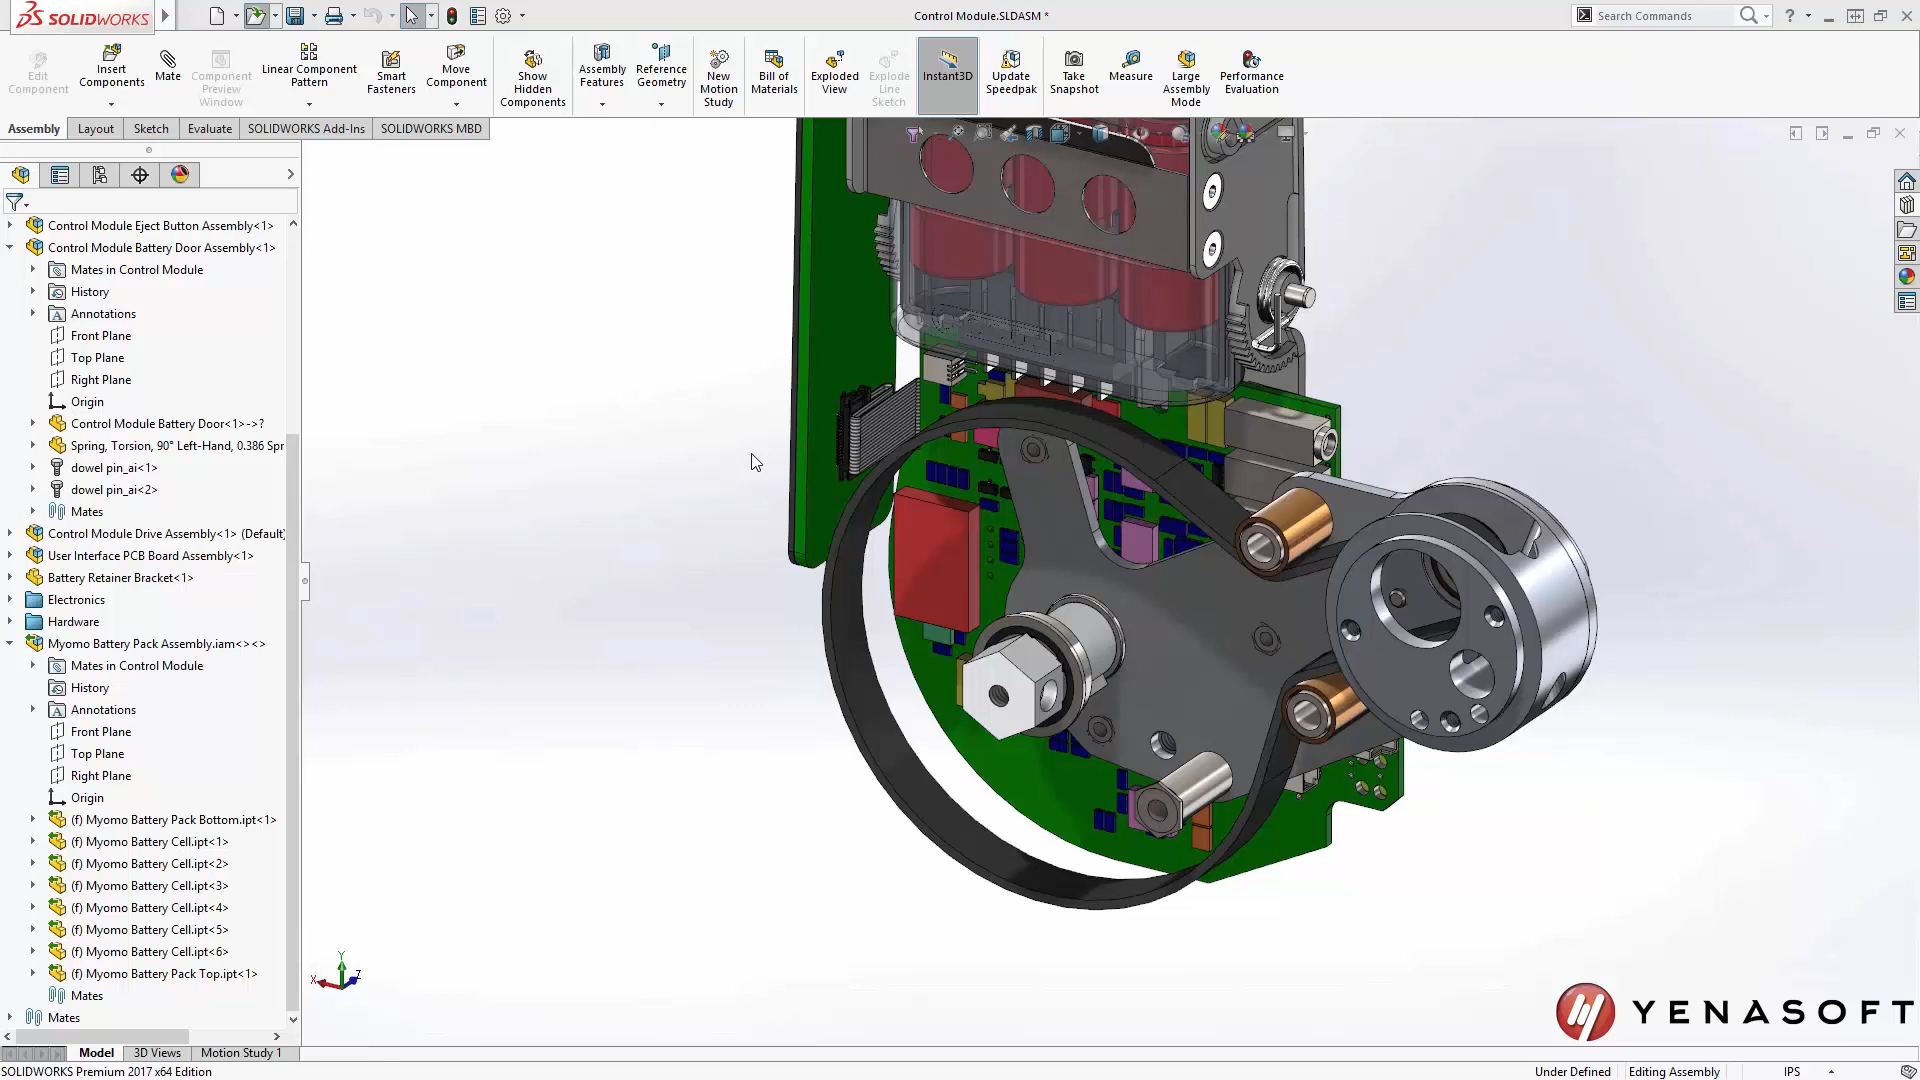 SOLIDWORKS
Control Module.SLDASM *
Search Commands
Edit
Component
Insert
Components
Mate
Component
Preview
Window
Linear Component
Pattern
Smart
Fasteners
Move
Component
Show
Hidden
Components
Assembly
Features
Reference
Geometry
New
Motion
Study
Bill of
Materials
Exploded
View
Explode
Line
Sketch
Instant3D
Update
Speedpak
Take
Snapshot
Measure
Large
Assembly
Mode
Performance
Evaluation
Assembly
Layout
Sketch
Evaluate
SOLIDWORKS Add-Ins
SOLIDWORKS MBD
Control Module Eject Button Assembly<1>
Control Module Battery Door Assembly<1>
Mates in Control Module
History
Annotations
Front Plane
Top Plane
Right Plane
Origin
Control Module Battery Door<1>->?
Spring, Torsion, 90° Left-Hand, 0.386 Spr
dowel pin_ai<1>
dowel pin_ai<2>
Mates
Control Module Drive Assembly<1> (Default)
User Interface PCB Board Assembly<1>
Battery Retainer Bracket<1>
Electronics
Hardware
Myomo Battery Pack Assembly.iam<><>
Mates in Control Module
History
Annotations
Front Plane
Top Plane
Right Plane
Origin
(f) Myomo Battery Pack Bottom.ipt<1>
(f) Myomo Battery Cell.ipt<1>
(f) Myomo Battery Cell.ipt<2>
(f) Myomo Battery Cell.ipt<3>
(f) Myomo Battery Cell.ipt<4>
(f) Myomo Battery Cell.ipt<5>
(f) Myomo Battery Cell.ipt<6>
(f) Myomo Battery Pack Top.ipt<1>
Mates
Mates
Y
X
Z
YENASOFT
Model
3D Views
Motion Study 1
SOLIDWORKS Premium 2017 x64 Edition
Under Defined
Editing Assembly
IPS